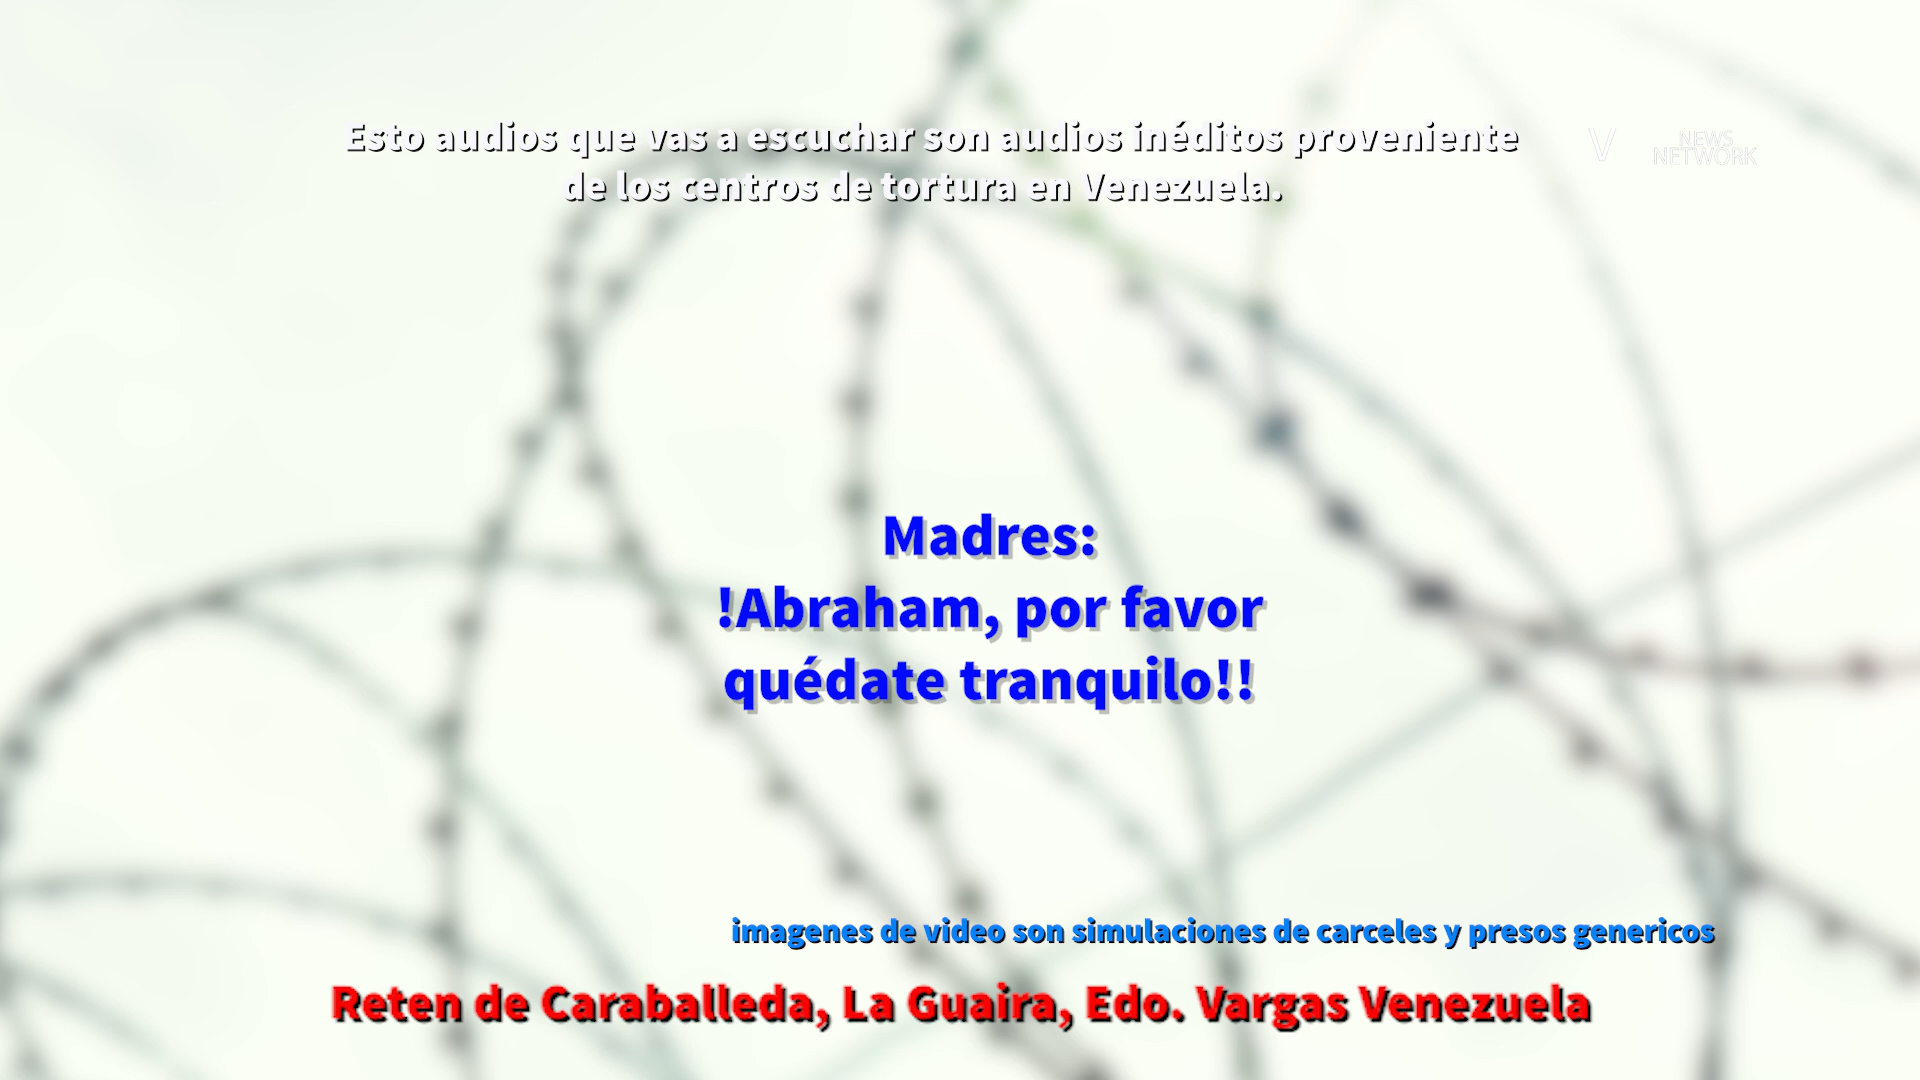 Esto audios que vas a escuchar son audios inéditos proveniente
de los centros de tortura en Venezuela.
V NEWS
NETWORK
Madres:
!Abraham, por favor
quédate tranquilo!!
imagenes de video son simulaciones de carceles y presos genericos
Reten de Caraballeda, La Guaira, Edo. Vargas Venezuela